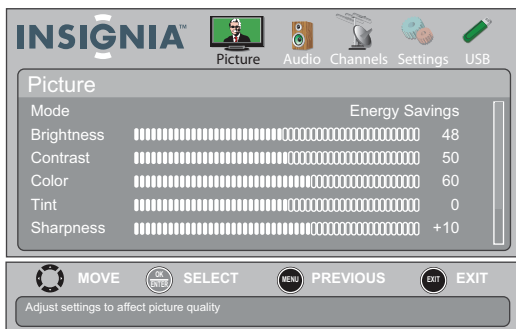 INSIGNIA™
Picture Audio Channels Settings USB
Picture
Mode Energy Savings
Brightness 48
Contrast 50
Color 60
Tint 0
Sharpness +10
MOVE OK ENTER SELECT MENU PREVIOUS EXIT EXIT
Adjust settings to affect picture quality